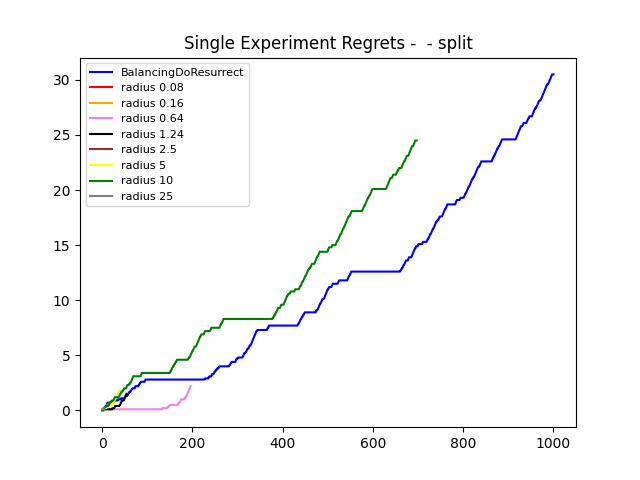 Single Experiment Regrets -  - split
BalancingDoResurrect
radius 0.08
radius 0.16
radius 0.64
radius 1.24
radius 2.5
radius 5
radius 10
radius 25
30
25
20
15
10
5
0
0 200 400 600 800 1000